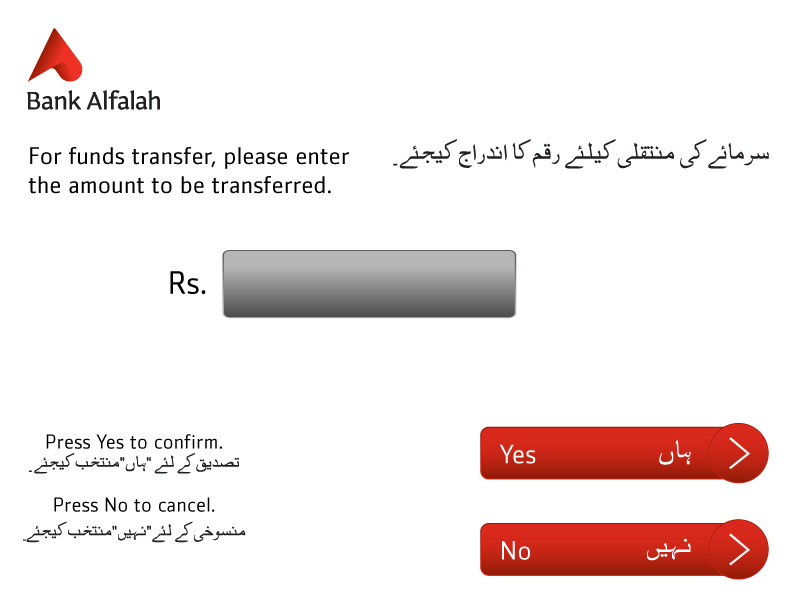 Bank Alfalah
For funds transfer, please enter
the amount to be transferred.
سرمائے کی منتقلی کیلئے رقم کا اندراج کیجئے۔
Rs.
Press Yes to confirm.
تصدیق کے لئے "ہاں" منتخب کیجئے۔
Press No to cancel.
منسوخی کے لئے "نہیں" منتخب کیجئے۔
Yes ہاں
No نہیں